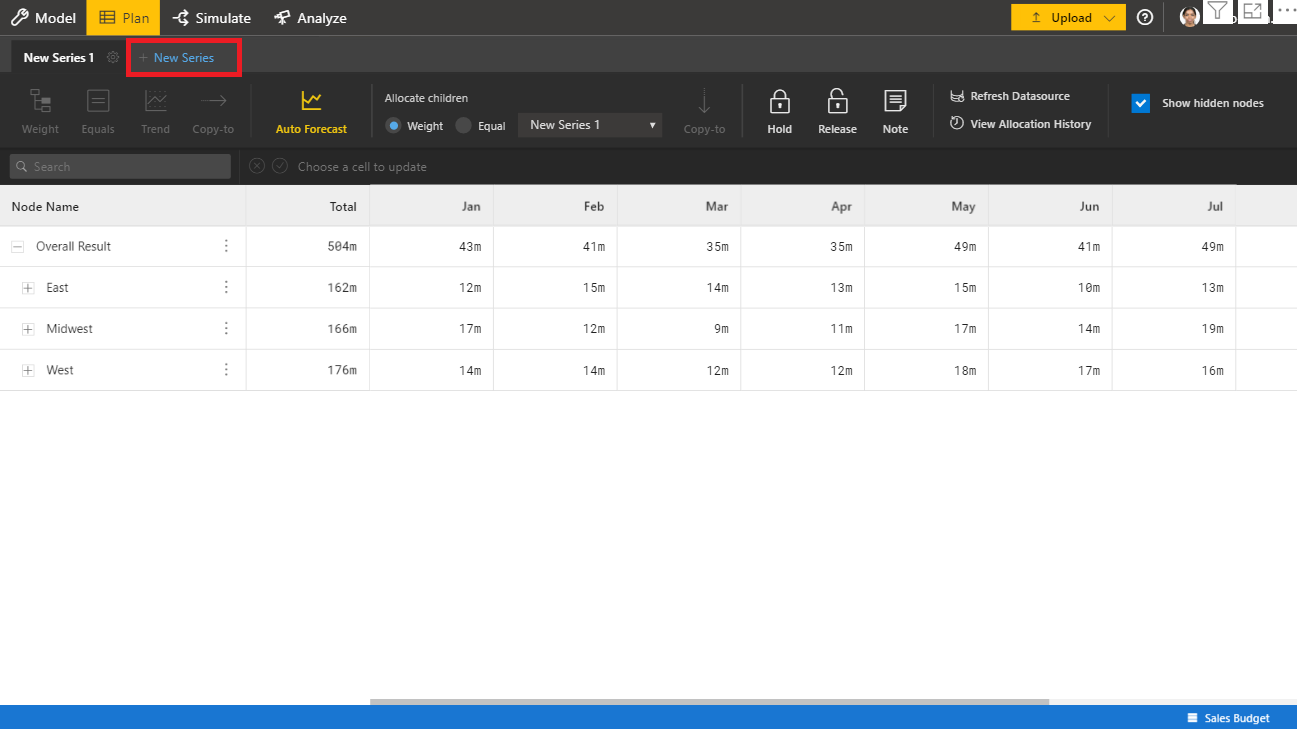 Model Plan Simulate Analyze Upload
New Series 1 + New Series
Weight Equals Trend Copy-to Auto Forecast Allocate children Weight Equal New Series 1 Copy-to Hold Release Note Refresh Datasource View Allocation History Show hidden nodes
Search Choose a cell to update
Node Name Total Jan Feb Mar Apr May Jun Jul
Overall Result 504m 43m 41m 35m 35m 49m 41m 49m
East 162m 12m 15m 14m 13m 15m 10m 13m
Midwest 166m 17m 12m 9m 11m 17m 14m 19m
West 176m 14m 14m 12m 12m 18m 17m 16m
Sales Budget